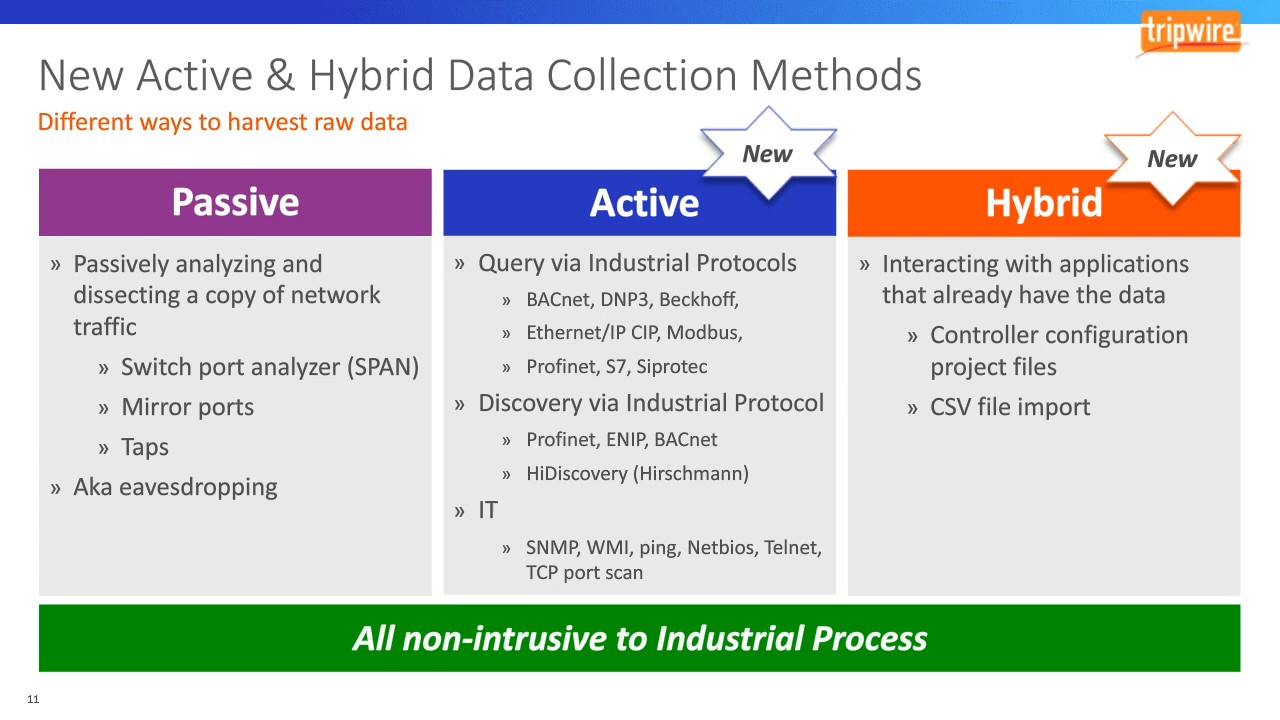 tripwire
New Active & Hybrid Data Collection Methods
Different ways to harvest raw data
Passive
» Passively analyzing and
dissecting a copy of network
traffic
» Switch port analyzer (SPAN)
» Mirror ports
» Taps
» Aka eavesdropping
New
Active
» Query via Industrial Protocols
» BACnet, DNP3, Beckhoff,
» Ethernet/IP CIP, Modbus,
» Profinet, S7, Siprotec
» Discovery via Industrial Protocol
» Profinet, ENIP, BACnet
» HiDiscovery (Hirschmann)
» IT
» SNMP, WMI, ping, Netbios, Telnet,
TCP port scan
New
Hybrid
» Interacting with applications
that already have the data
» Controller configuration
project files
» CSV file import
All non-intrusive to Industrial Process
11